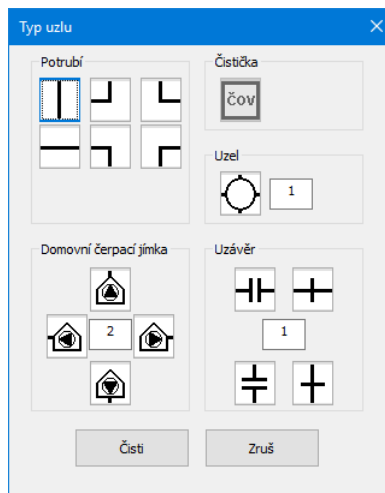 Typ uzlu
Potrubí
Čistička
čov
Uzel
1
Domovní čerpací jímka
Uzávěr
2
1
Čisti
Zruš